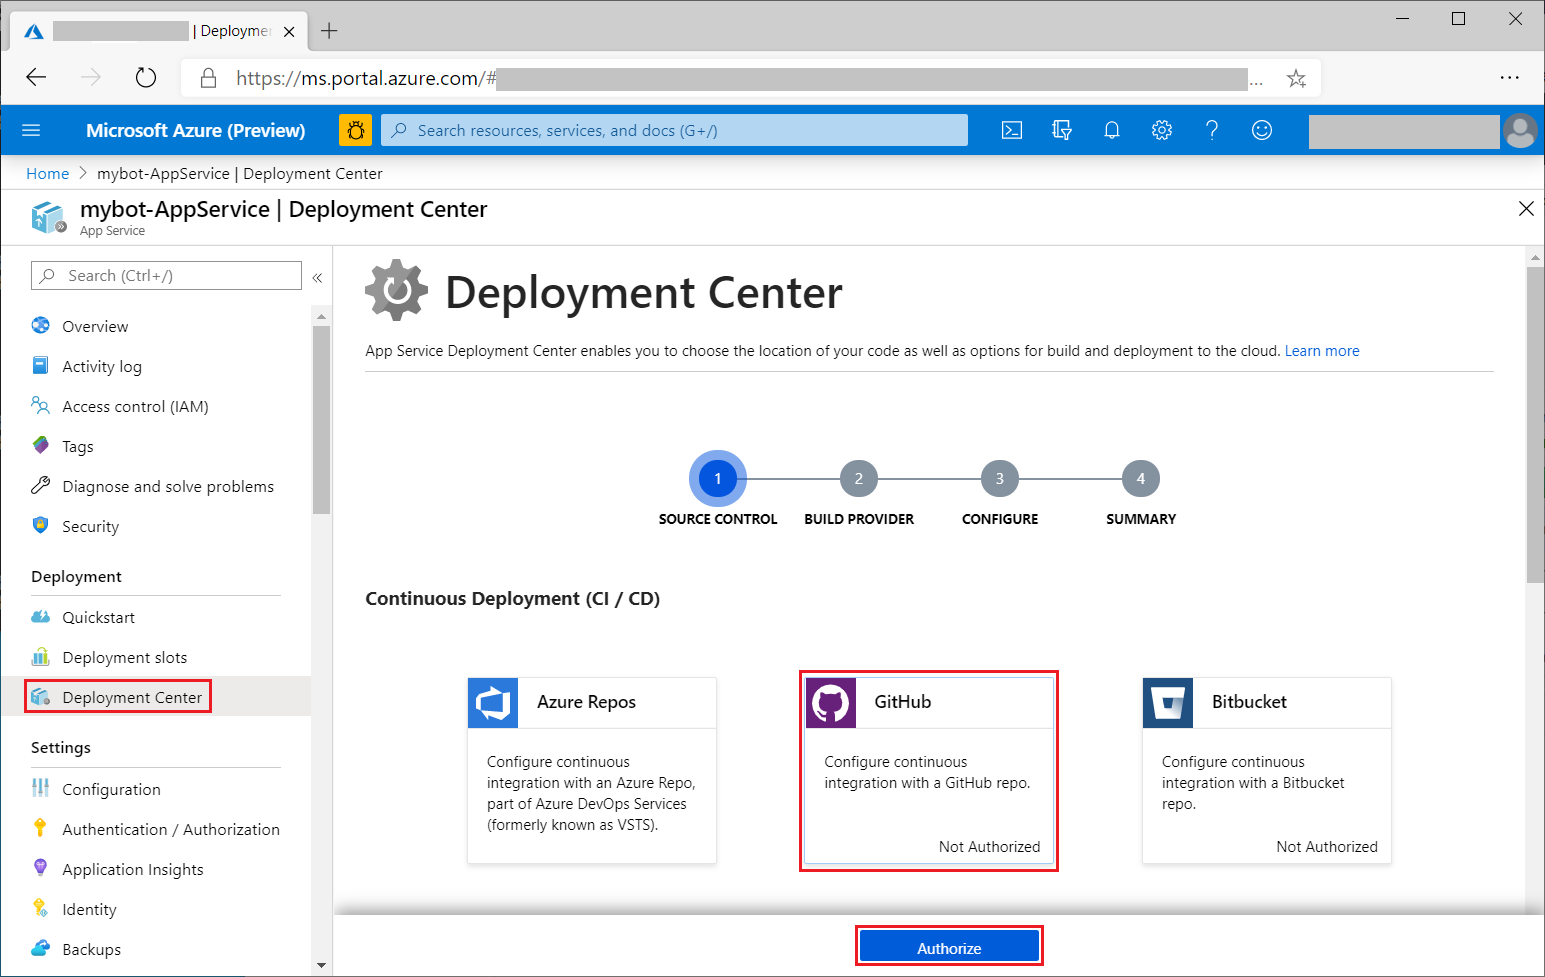 | Deployme
https://ms.portal.azure.com/# ...
Microsoft Azure (Preview)
Search resources, services, and docs (G+/)
Home > mybot-AppService | Deployment Center
mybot-AppService | Deployment Center
App Service
Search (Ctrl+/)
«
Overview
Activity log
Access control (IAM)
Tags
Diagnose and solve problems
Security
Deployment
Quickstart
Deployment slots
Deployment Center
Settings
Configuration
Authentication / Authorization
Application Insights
Identity
Backups
Deployment Center
App Service Deployment Center enables you to choose the location of your code as well as options for build and deployment to the cloud. Learn more
1 2 3 4
SOURCE CONTROL BUILD PROVIDER CONFIGURE SUMMARY
Continuous Deployment (CI / CD)
Azure Repos
Configure continuous
integration with an Azure Repo,
part of Azure DevOps Services
(formerly known as VSTS).
GitHub
Configure continuous
integration with a GitHub repo.
Not Authorized
Bitbucket
Configure continuous
integration with a Bitbucket
repo.
Not Authorized
Authorize